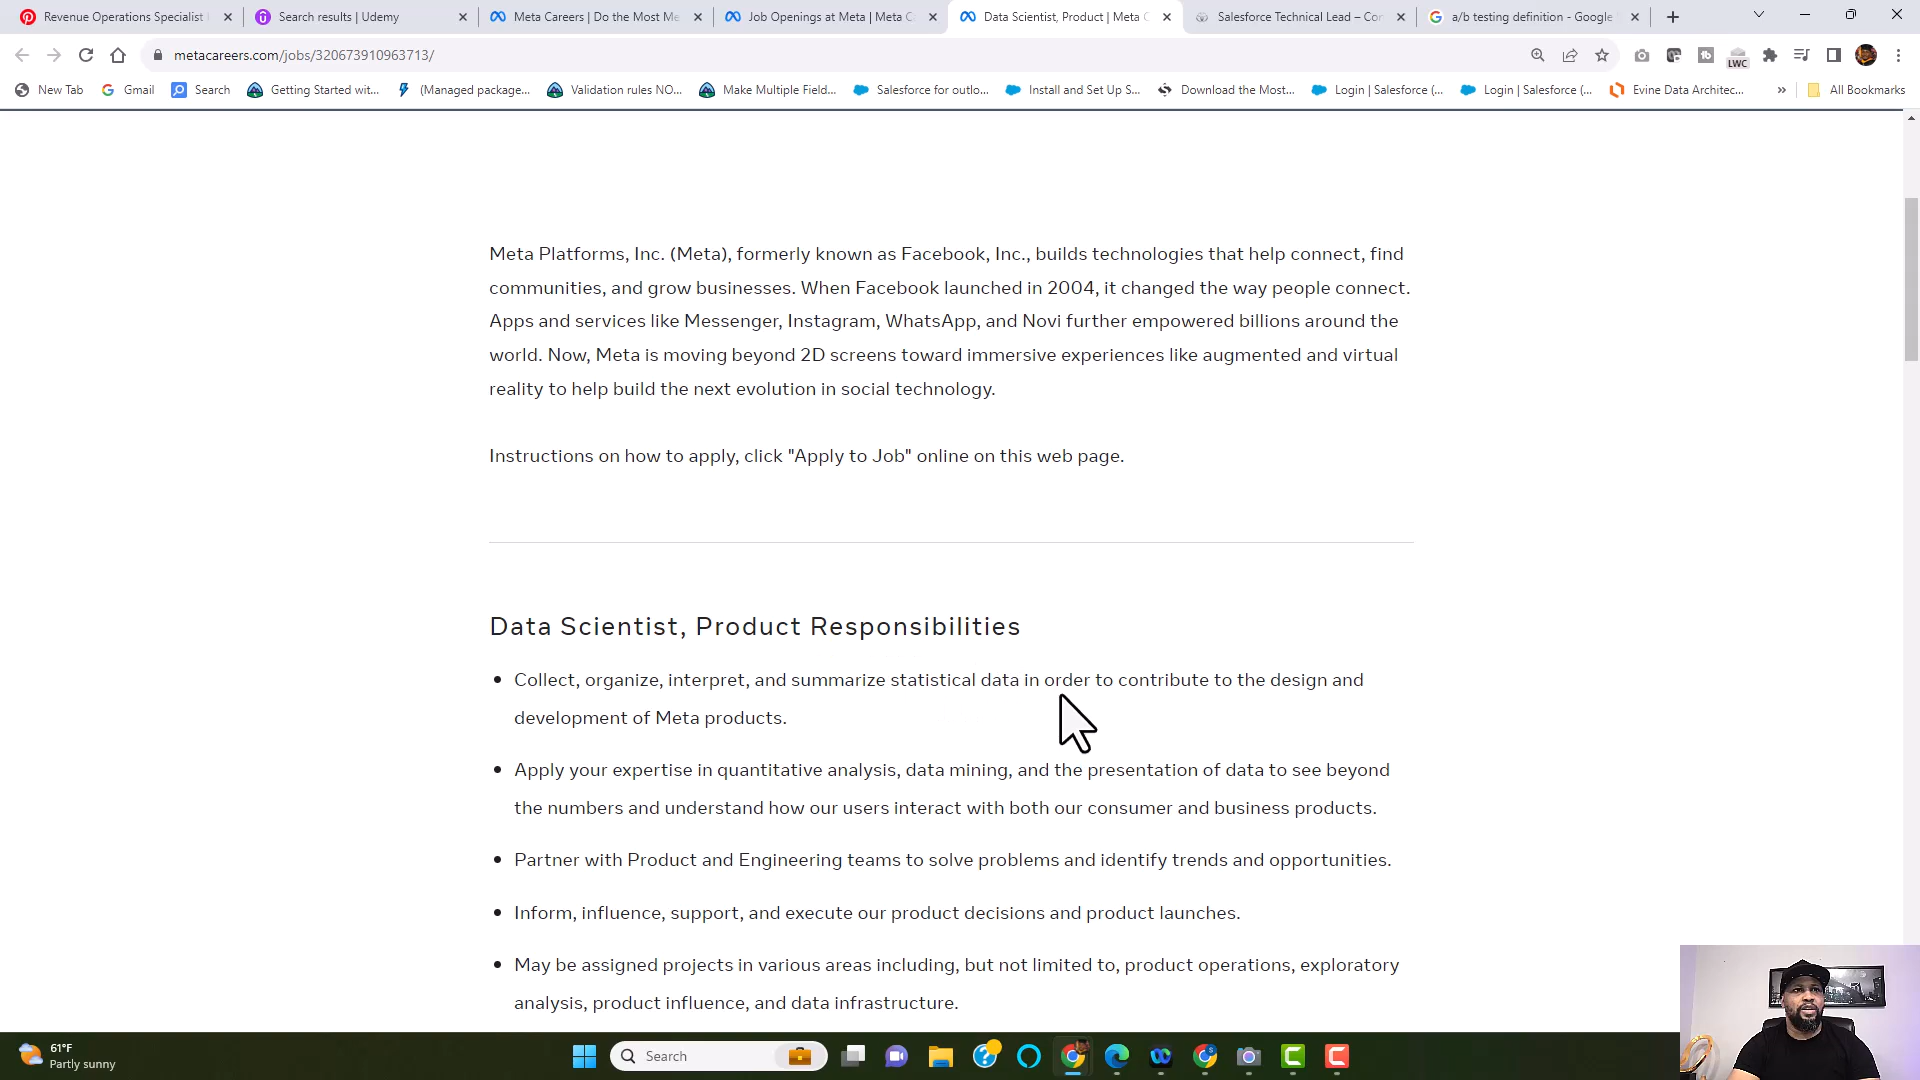 Revenue Operations Specialist
Search results | Udemy
Meta Careers | Do the Most Me
Job Openings at Meta | Meta C
Data Scientist, Product | Meta C
Salesforce Technical Lead – Cor
a/b testing definition - Google
metacareers.com/jobs/320673910963713/
New Tab
Gmail
Search
Getting Started wit...
(Managed package...
Validation rules NO...
Make Multiple Field...
Salesforce for outlo...
Install and Set Up S...
Download the Most...
Login | Salesforce (...
Login | Salesforce (...
Evine Data Architec...
»
All Bookmarks
LWC
Meta Platforms, Inc. (Meta), formerly known as Facebook, Inc., builds technologies that help connect, find
communities, and grow businesses. When Facebook launched in 2004, it changed the way people connect.
Apps and services like Messenger, Instagram, WhatsApp, and Novi further empowered billions around the
world. Now, Meta is moving beyond 2D screens toward immersive experiences like augmented and virtual
reality to help build the next evolution in social technology.
Instructions on how to apply, click "Apply to Job" online on this web page.
Data Scientist, Product Responsibilities
• Collect, organize, interpret, and summarize statistical data in order to contribute to the design and
development of Meta products.
• Apply your expertise in quantitative analysis, data mining, and the presentation of data to see beyond
the numbers and understand how our users interact with both our consumer and business products.
• Partner with Product and Engineering teams to solve problems and identify trends and opportunities.
• Inform, influence, support, and execute our product decisions and product launches.
• May be assigned projects in various areas including, but not limited to, product operations, exploratory
analysis, product influence, and data infrastructure.
61°F
Partly sunny
Search